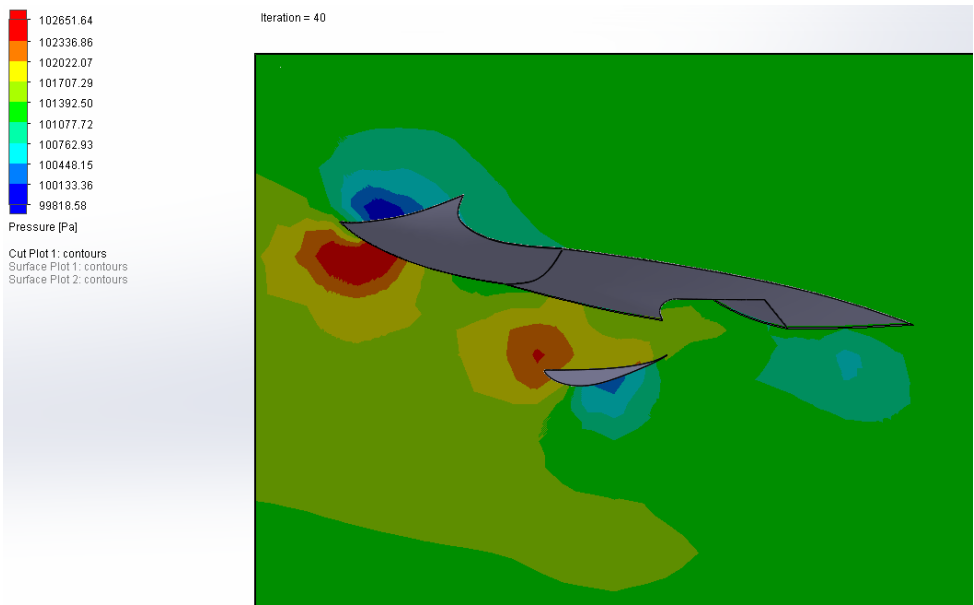 102651.64
102336.86
102022.07
101707.29
101392.50
101077.72
100762.93
100448.15
100133.36
99818.58
Pressure [Pa]
Cut Plot 1: contours
Surface Plot 1: contours
Surface Plot 2: contours
Iteration = 40